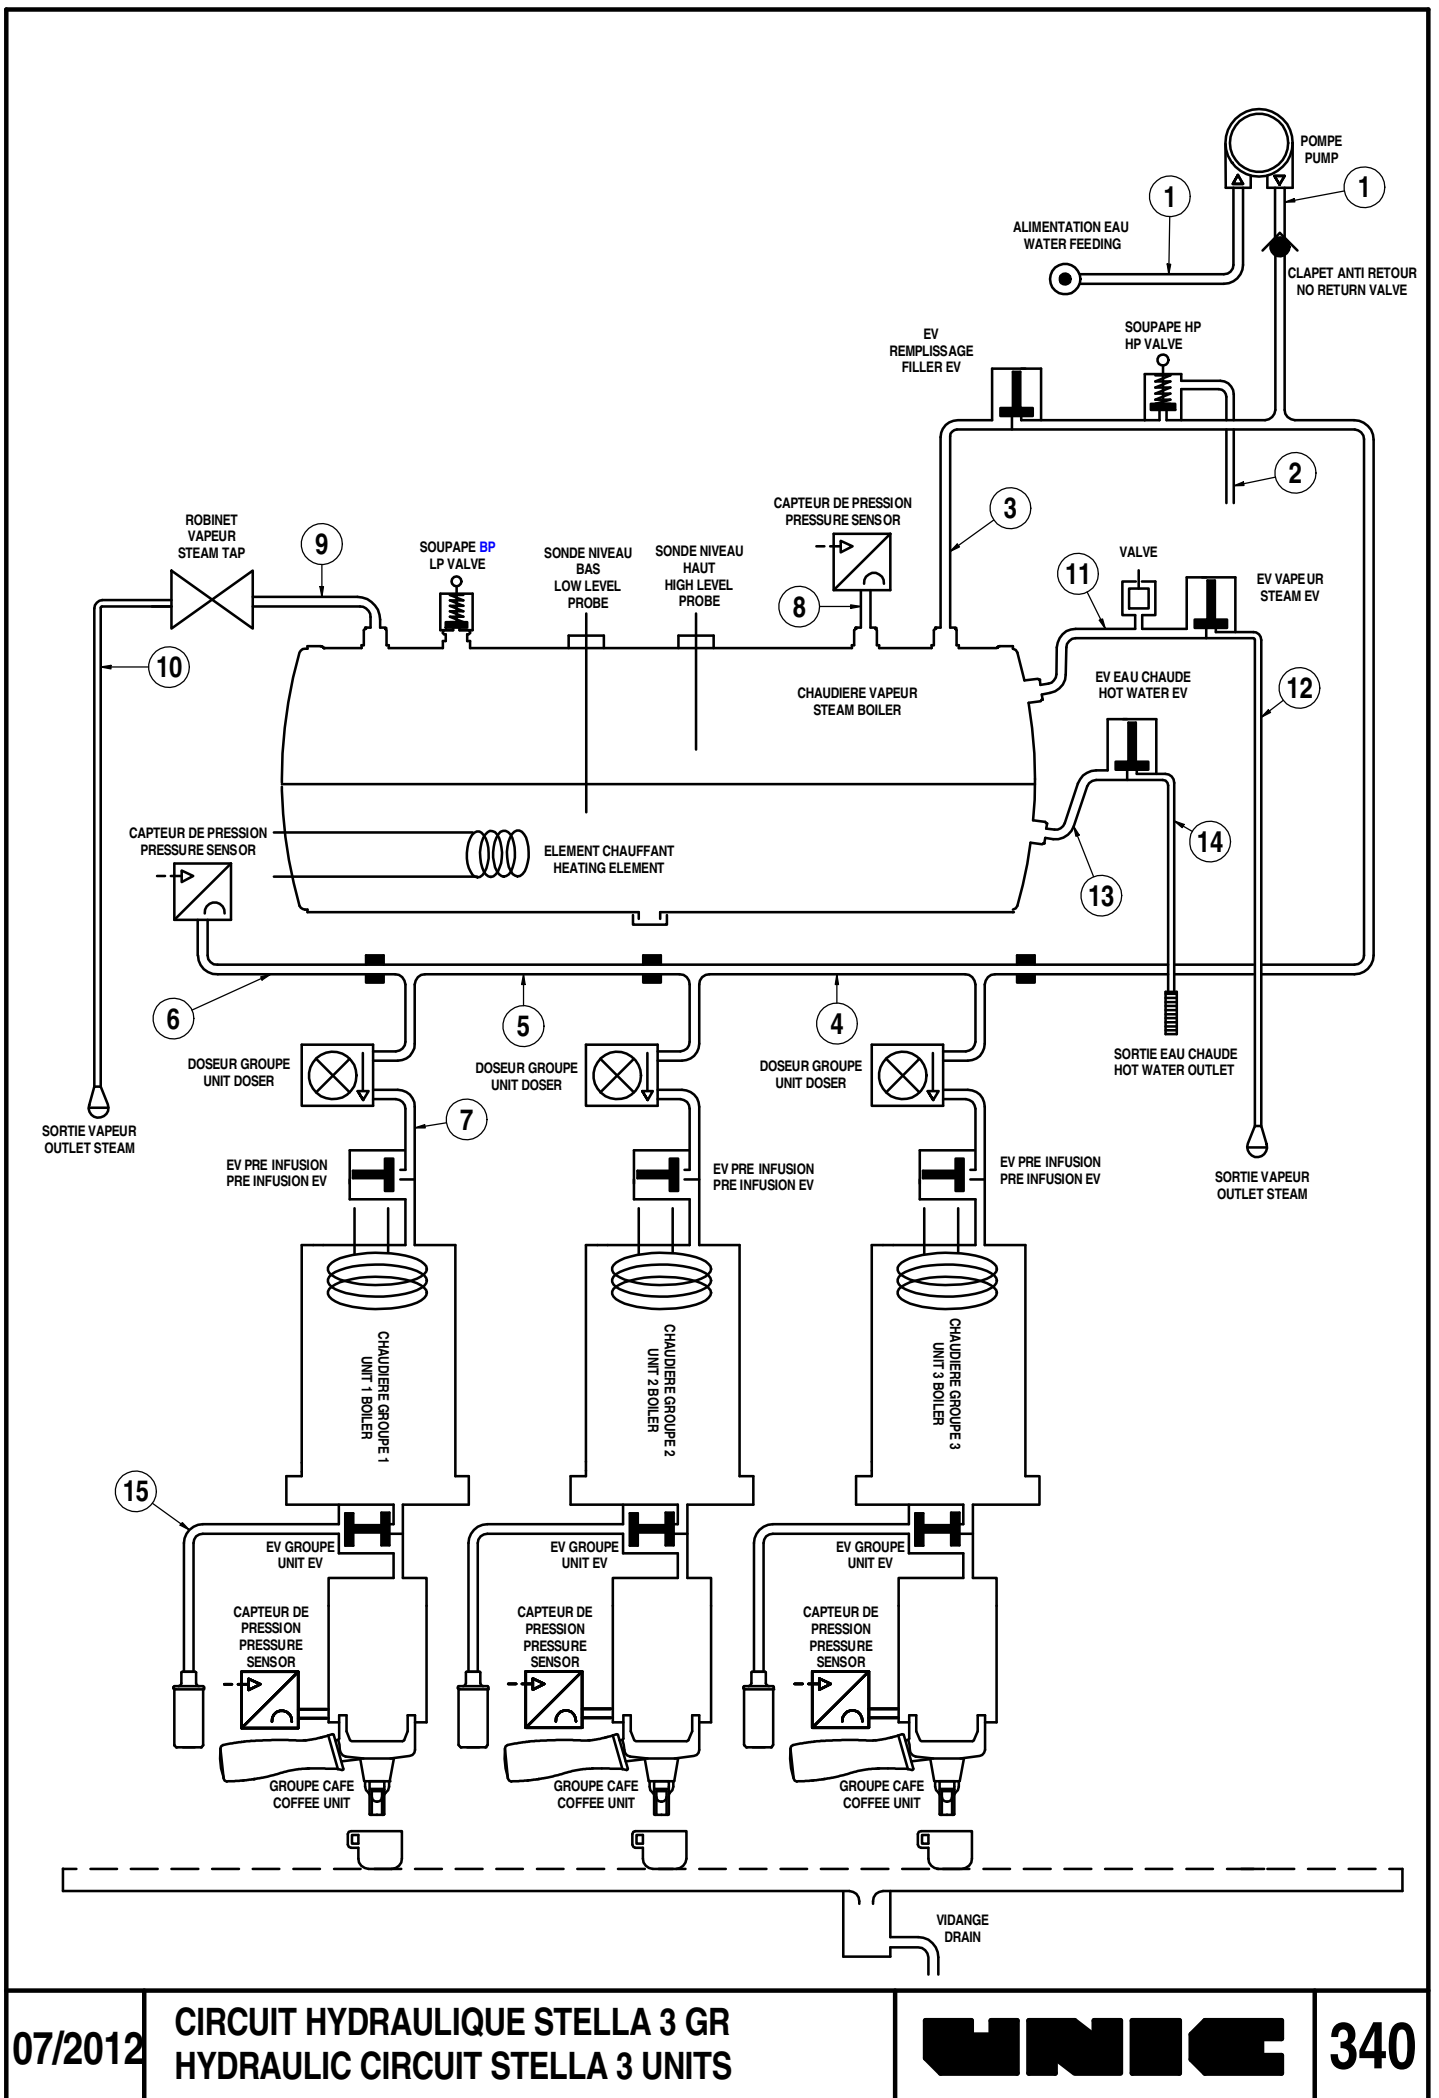 POMPE
PUMP
1
1
ALIMENTATION EAU
WATER FEEDING
CLAPET ANTI RETOUR
NO RETURN VALVE
SOUPAPE HP
HP VALVE
EV
REMPLISSAGE
FILLER EV
2
3
CAPTEUR DE PRESSION
PRESSURE SENSOR
ROBINET
VAPEUR
STEAM TAP
9
SOUPAPE BP
LP VALVE
SONDE NIVEAU
BAS
LOW LEVEL
PROBE
SONDE NIVEAU
HAUT
HIGH LEVEL
PROBE
8
11
VALVE
EV VAPEUR
STEAM EV
10
CHAUDIERE VAPEUR
STEAM BOILER
EV EAU CHAUDE
HOT WATER EV
12
CAPTEUR DE PRESSION
PRESSURE SENSOR
ELEMENT CHAUFFANT
HEATING ELEMENT
14
13
6
5
4
DOSEUR GROUPE
UNIT DOSER
DOSEUR GROUPE
UNIT DOSER
DOSEUR GROUPE
UNIT DOSER
SORTIE EAU CHAUDE
HOT WATER OUTLET
7
SORTIE VAPEUR
OUTLET STEAM
EV PRE INFUSION
PRE INFUSION EV
EV PRE INFUSION
PRE INFUSION EV
EV PRE INFUSION
PRE INFUSION EV
SORTIE VAPEUR
OUTLET STEAM
CHAUDIERE GROUPE 1
UNIT 1 BOILER
CHAUDIERE GROUPE 2
UNIT 2 BOILER
CHAUDIERE GROUPE 3
UNIT 3 BOILER
15
EV GROUPE
UNIT EV
EV GROUPE
UNIT EV
EV GROUPE
UNIT EV
CAPTEUR DE
PRESSION
PRESSURE
SENSOR
CAPTEUR DE
PRESSION
PRESSURE
SENSOR
CAPTEUR DE
PRESSION
PRESSURE
SENSOR
GROUPE CAFE
COFFEE UNIT
GROUPE CAFE
COFFEE UNIT
GROUPE CAFE
COFFEE UNIT
VIDANGE
DRAIN
07/2012
CIRCUIT HYDRAULIQUE STELLA 3 GR
HYDRAULIC CIRCUIT STELLA 3 UNITS
UNIC
340